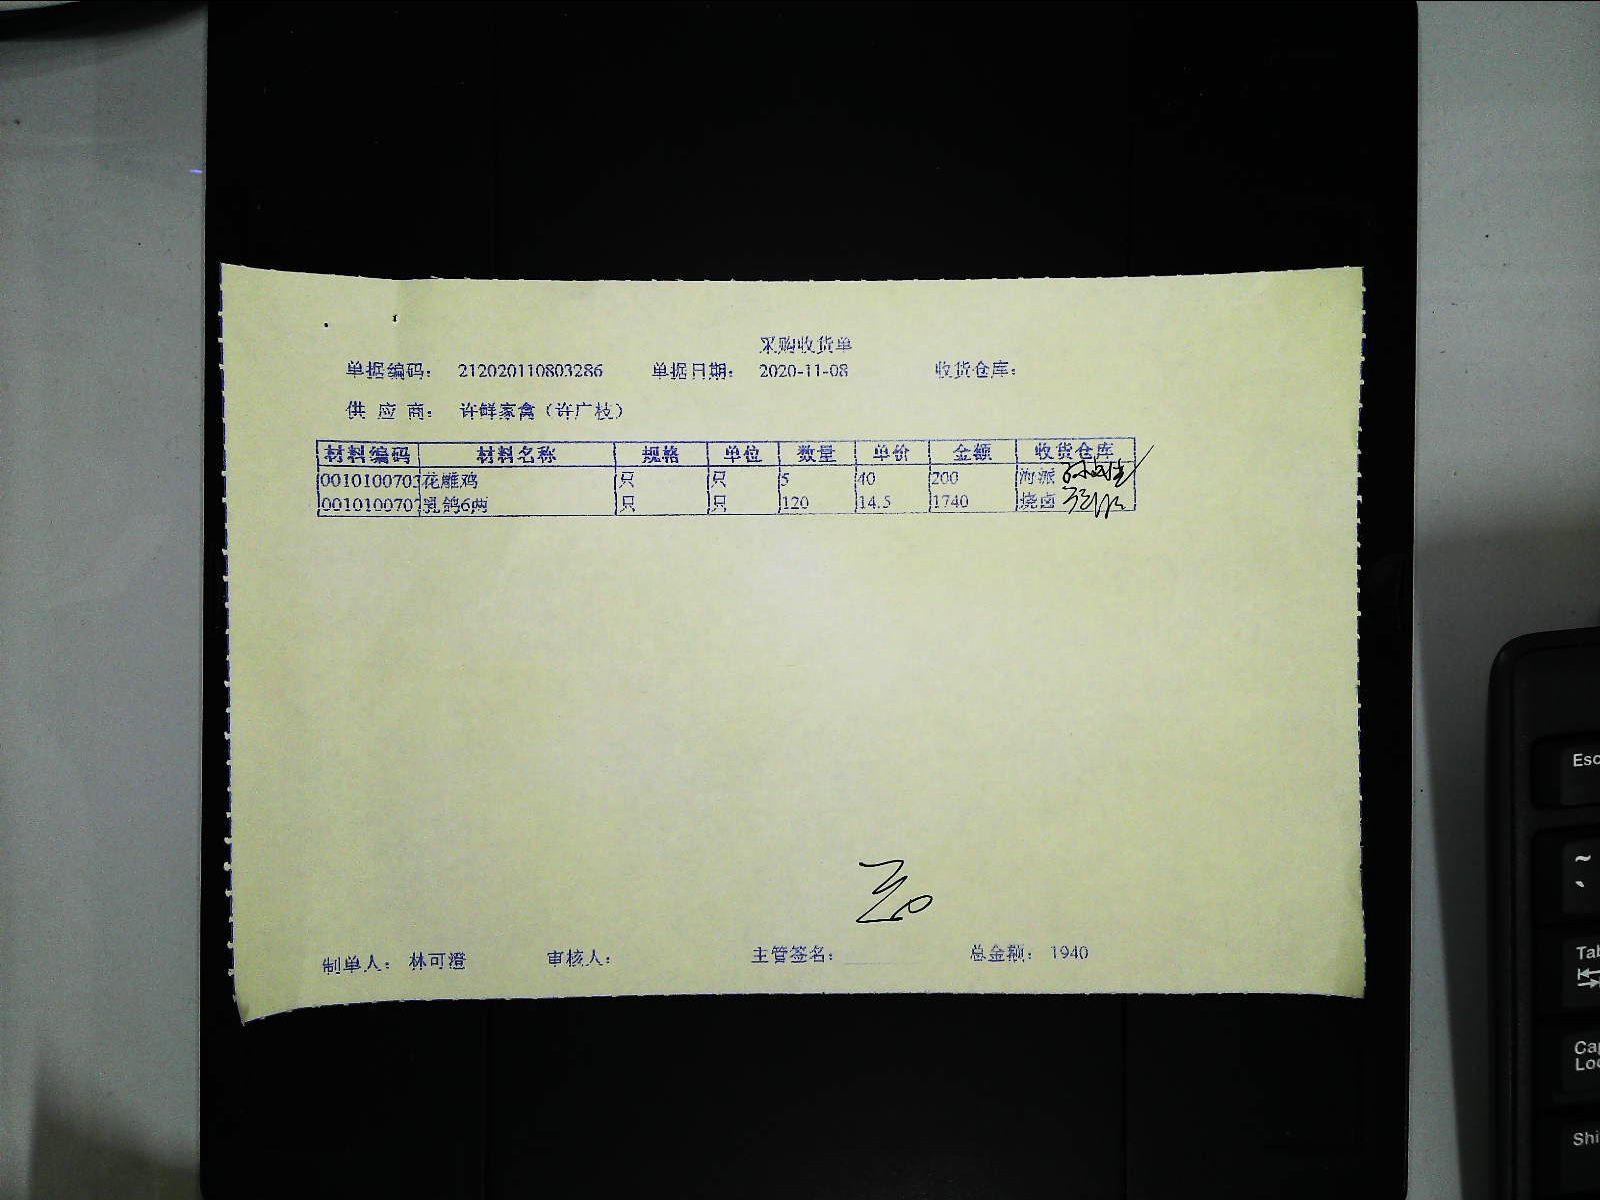 采购收货单
单据编码: 212020110803286 单据日期: 2020-11-08 收货仓库:
供 应 商: 许鲜家禽(许广枝)
材料编码 材料名称 规格 单位 数量 单价 金额 收货仓库
0010100703 花雕鸡 只 只 5 40 200 海派
0010100707 乳鸽6两 只 只 120 14.5 1740 烧卤
制单人: 林可澄 审核人: 主管签名: 总金额: 1940
Esc
~
`
Tab
Shi